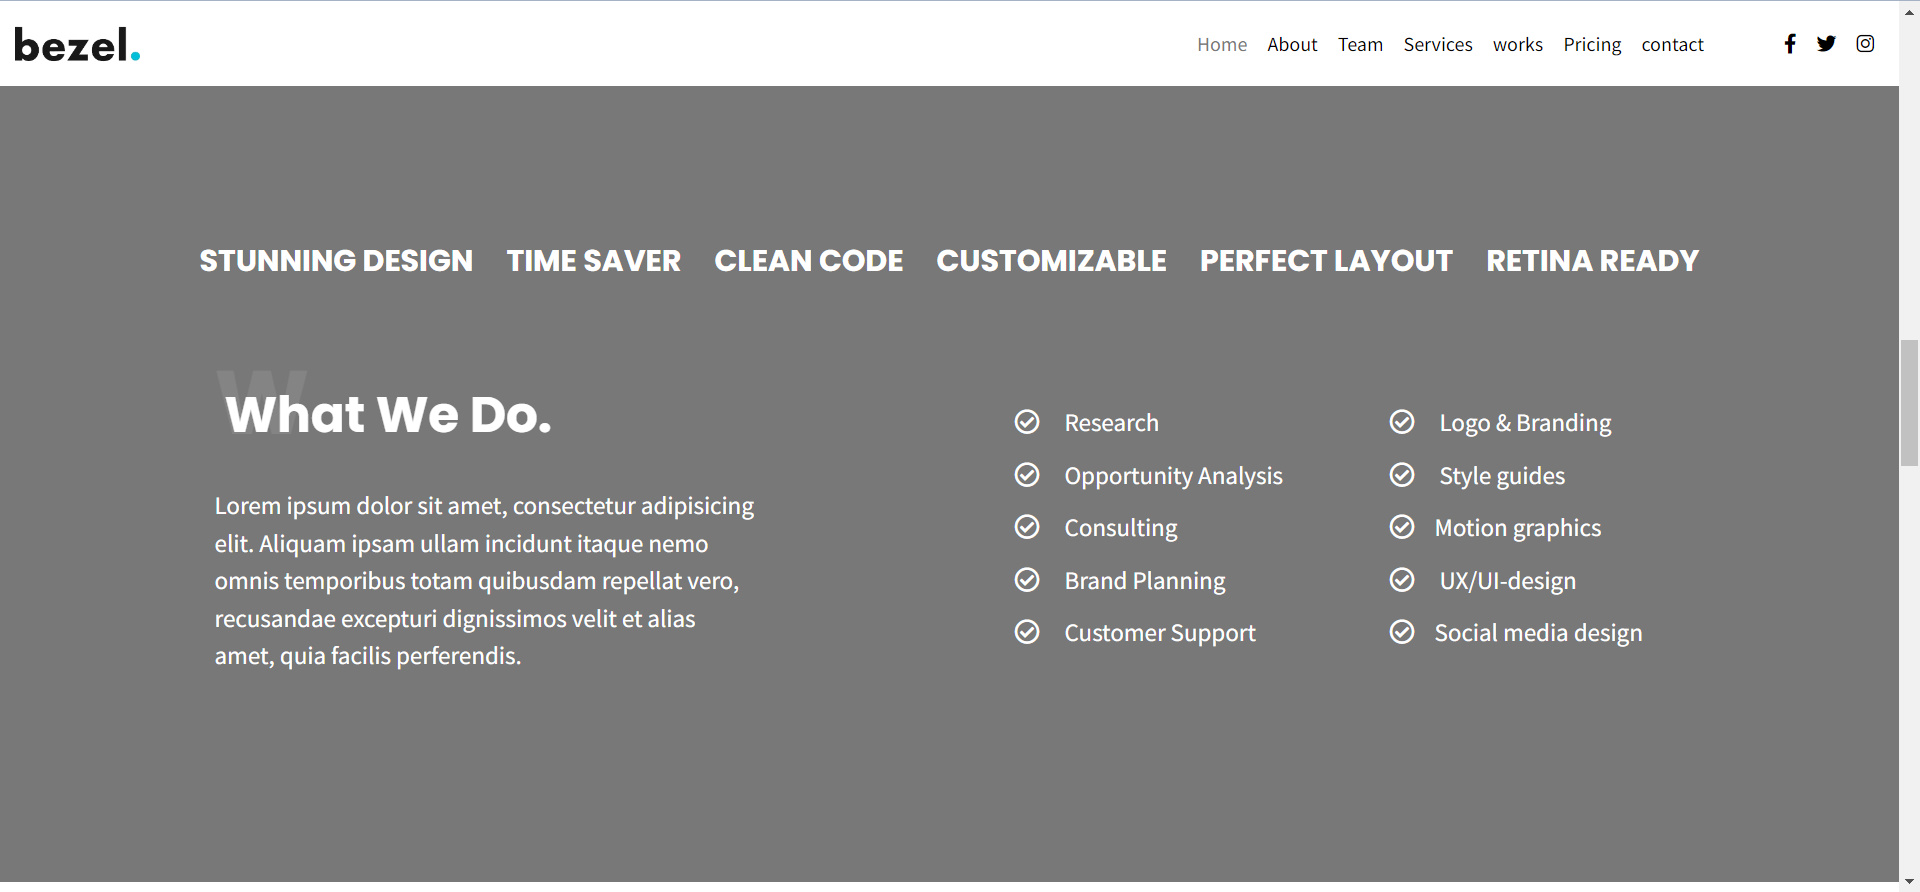 bezel.
Home About Team Services works Pricing contact
STUNNING DESIGN TIME SAVER CLEAN CODE CUSTOMIZABLE PERFECT LAYOUT RETINA READY
W
What We Do.
Lorem ipsum dolor sit amet, consectetur adipisicing
elit. Aliquam ipsam ullam incidunt itaque nemo
omnis temporibus totam quibusdam repellat vero,
recusandae excepturi dignissimos velit et alias
amet, quia facilis perferendis.
Research
Opportunity Analysis
Consulting
Brand Planning
Customer Support
Logo & Branding
Style guides
Motion graphics
UX/UI-design
Social media design